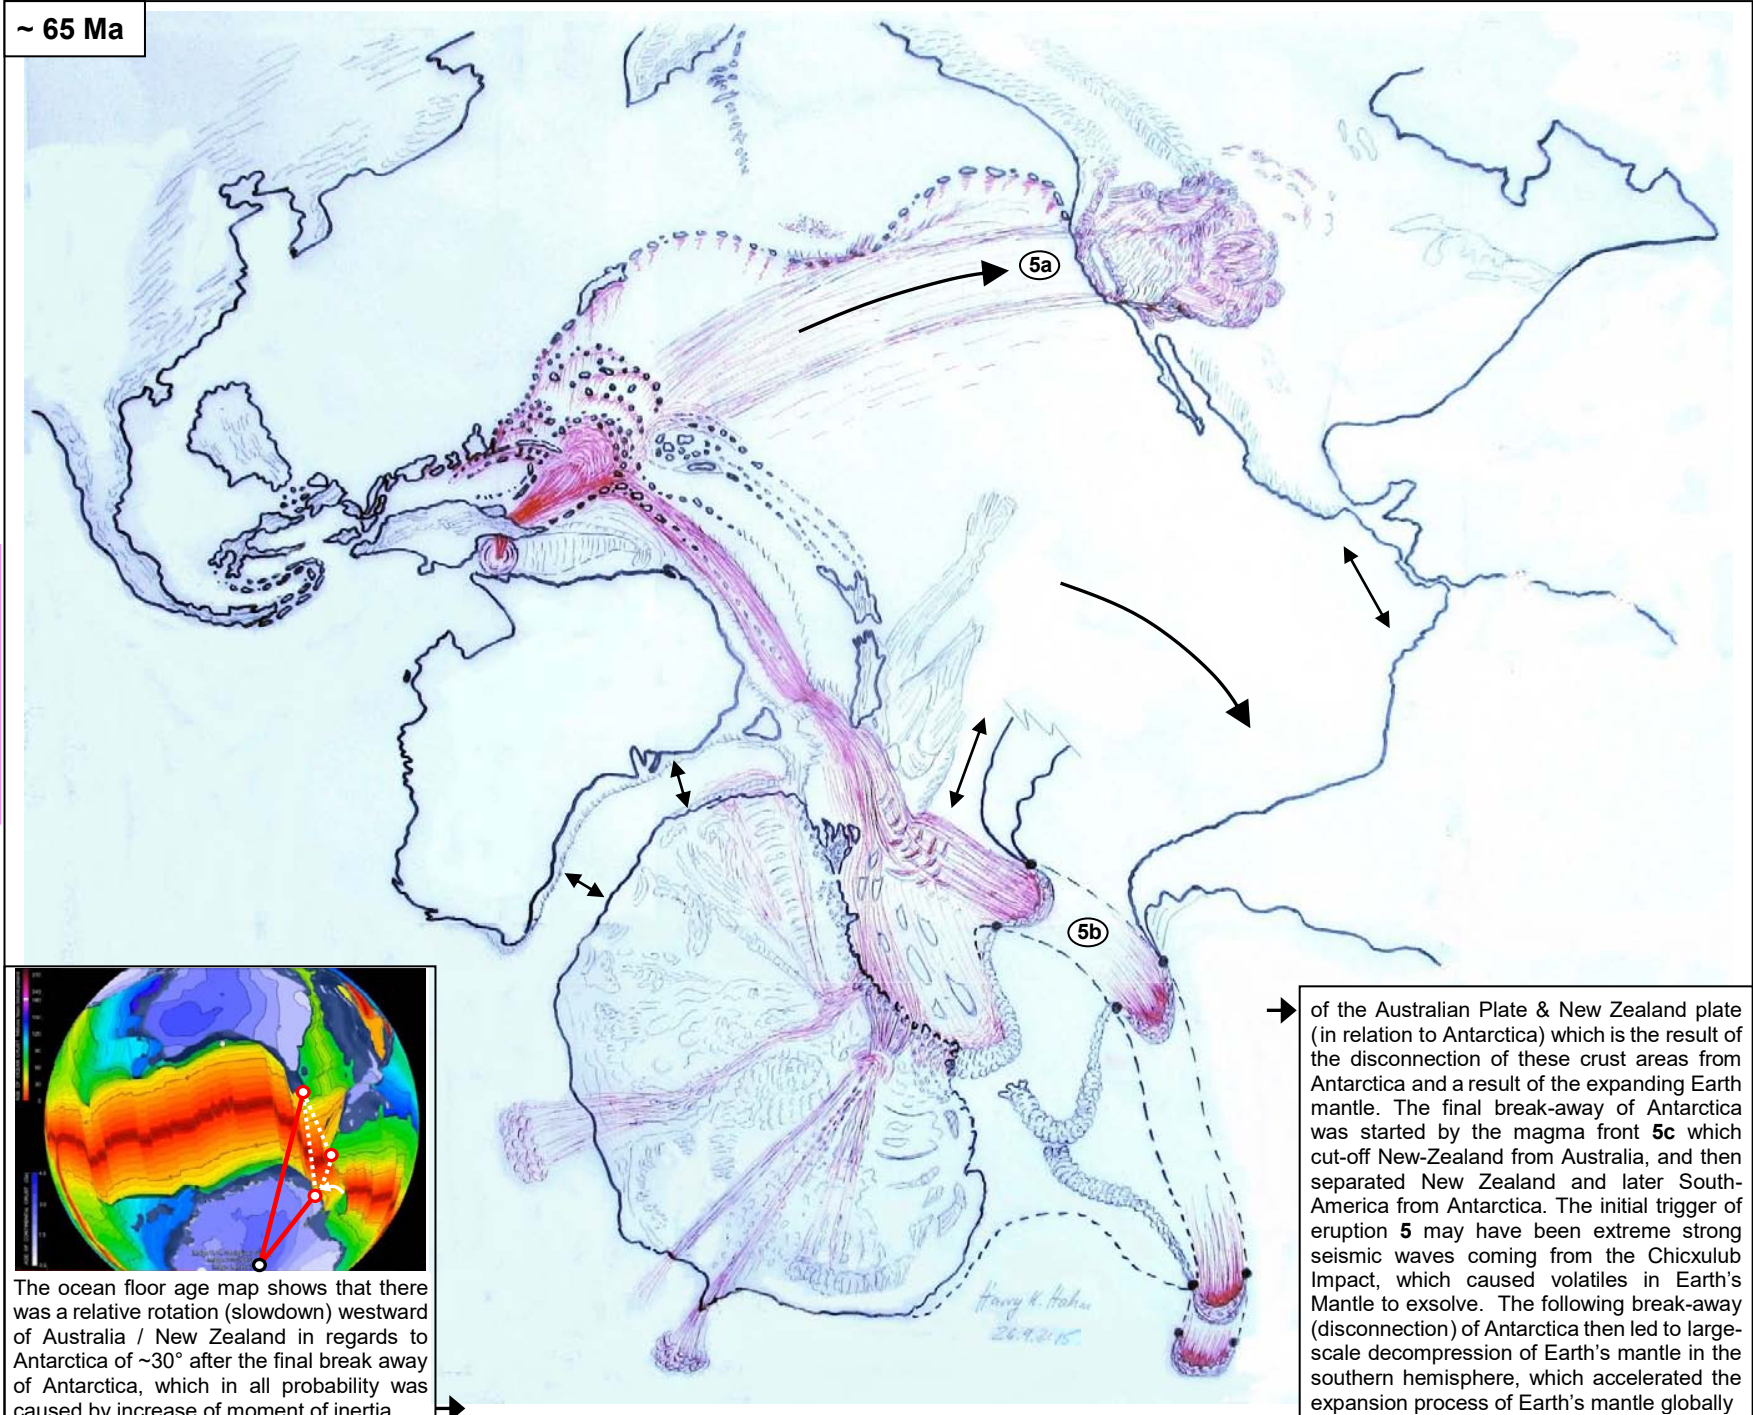 ~ 65 Ma
5a
5b
Harry K. Hahn
The ocean floor age map shows that there
was a relative rotation (slowdown) westward
of Australia / New Zealand in regards to
Antarctica of ~30° after the final break away
of Antarctica, which in all probability was
caused by increase of moment of inertia
of the Australian Plate & New Zealand plate
(in relation to Antarctica) which is the result of
the disconnection of these crust areas from
Antarctica and a result of the expanding Earth
mantle. The final break-away of Antarctica
was started by the magma front 5c which
cut-off New-Zealand from Australia, and then
separated New Zealand and later South-
America from Antarctica. The initial trigger of
eruption 5 may have been extreme strong
seismic waves coming from the Chicxulub
Impact, which caused volatiles in Earth's
Mantle to exsolve. The following break-away
(disconnection) of Antarctica then led to large-
scale decompression of Earth's mantle in the
southern hemisphere, which accelerated the
expansion process of Earth's mantle globally